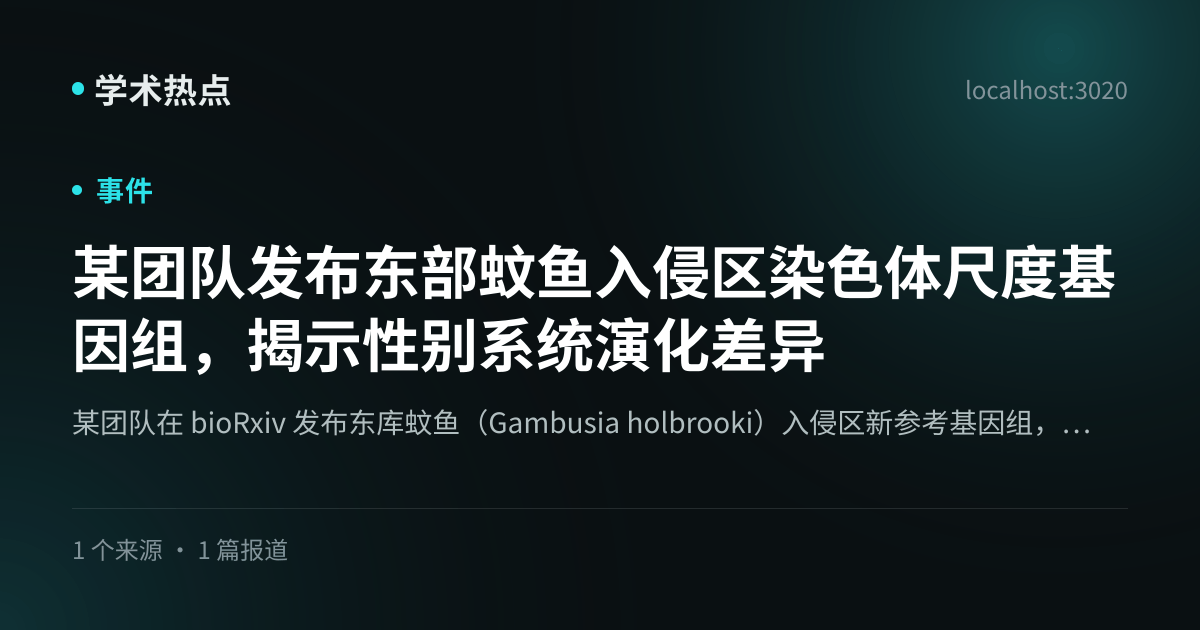 学术热点
localhost:3020
事件
某团队发布东部蚊鱼入侵区染色体尺度基
因组，揭示性别系统演化差异
某团队在 bioRxiv 发布东库蚊鱼（Gambusia holbrooki）入侵区新参考基因组，…
1 个来源 · 1 篇报道